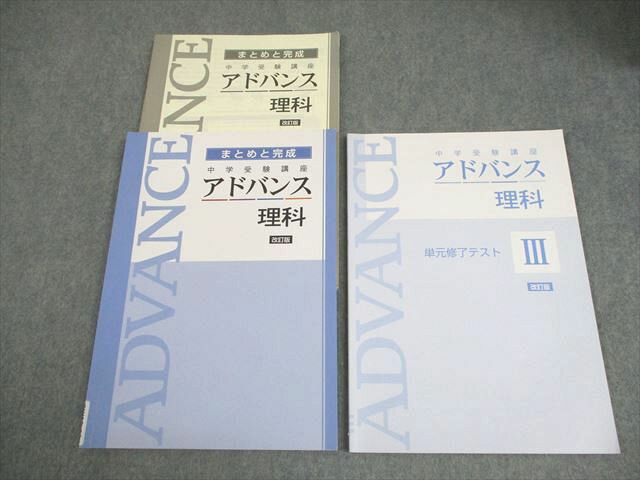 ADVANCE
まとめと完成
中学受験講座
アドバンス
理科
改訂版
ADVANCE
まとめと完成
中学受験講座
アドバンス
理科
改訂版
ADVANCE
中学受験講座
アドバンス
理科
単元修了テスト III
改訂版